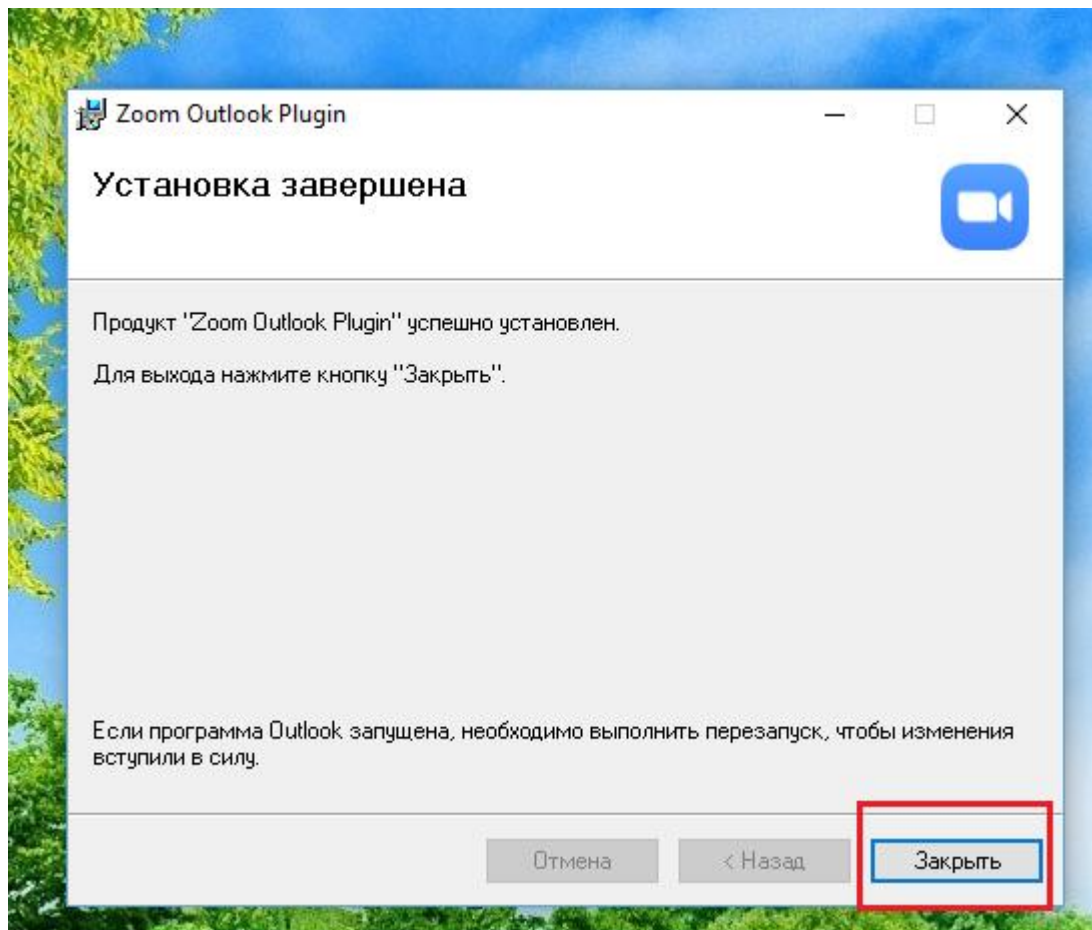 Zoom Outlook Plugin
Установка завершена
Продукт "Zoom Outlook Plugin" успешно установлен.
Для выхода нажмите кнопку "Закрыть".
Если программа Outlook запущена, необходимо выполнить перезапуск, чтобы изменения
вступили в силу.
Отмена
< Назад
Закрыть